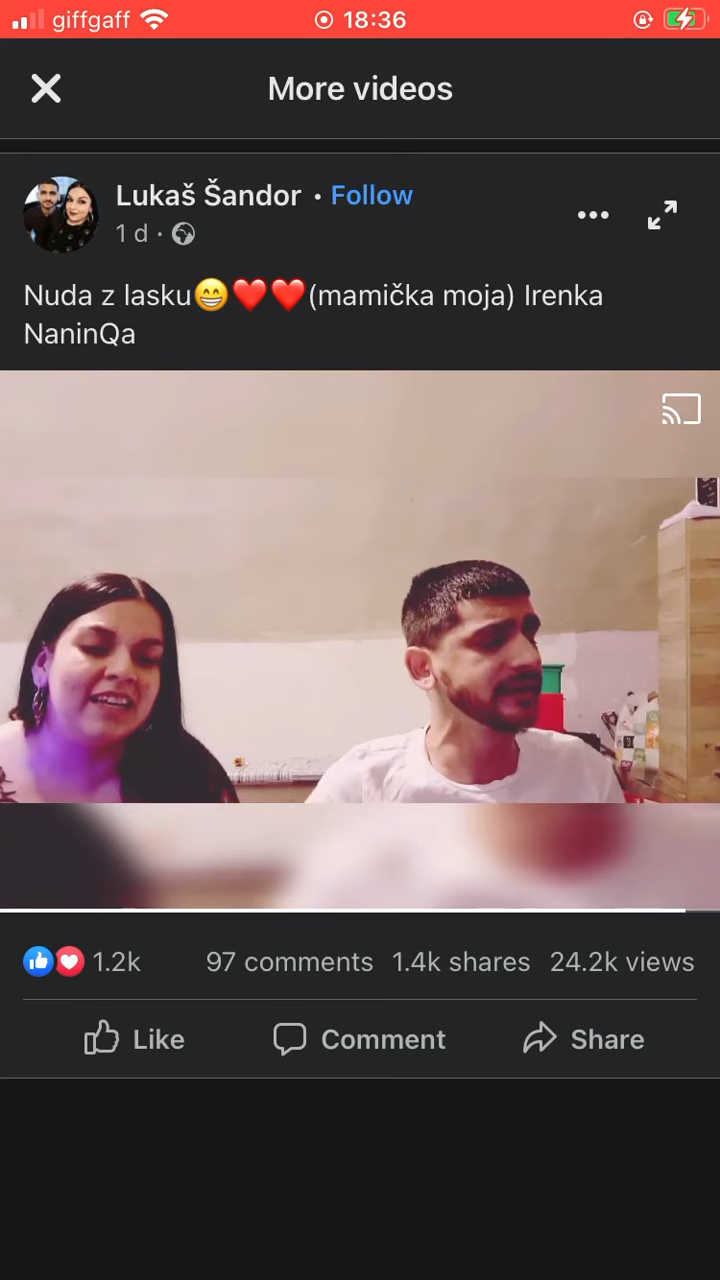 giffgaff 18:36
More videos
Lukaš Šandor · Follow
1 d ·
Nuda z lasku😁❤️❤️(mamička moja) Irenka
NaninQa
1.2k 97 comments 1.4k shares 24.2k views
Like Comment Share